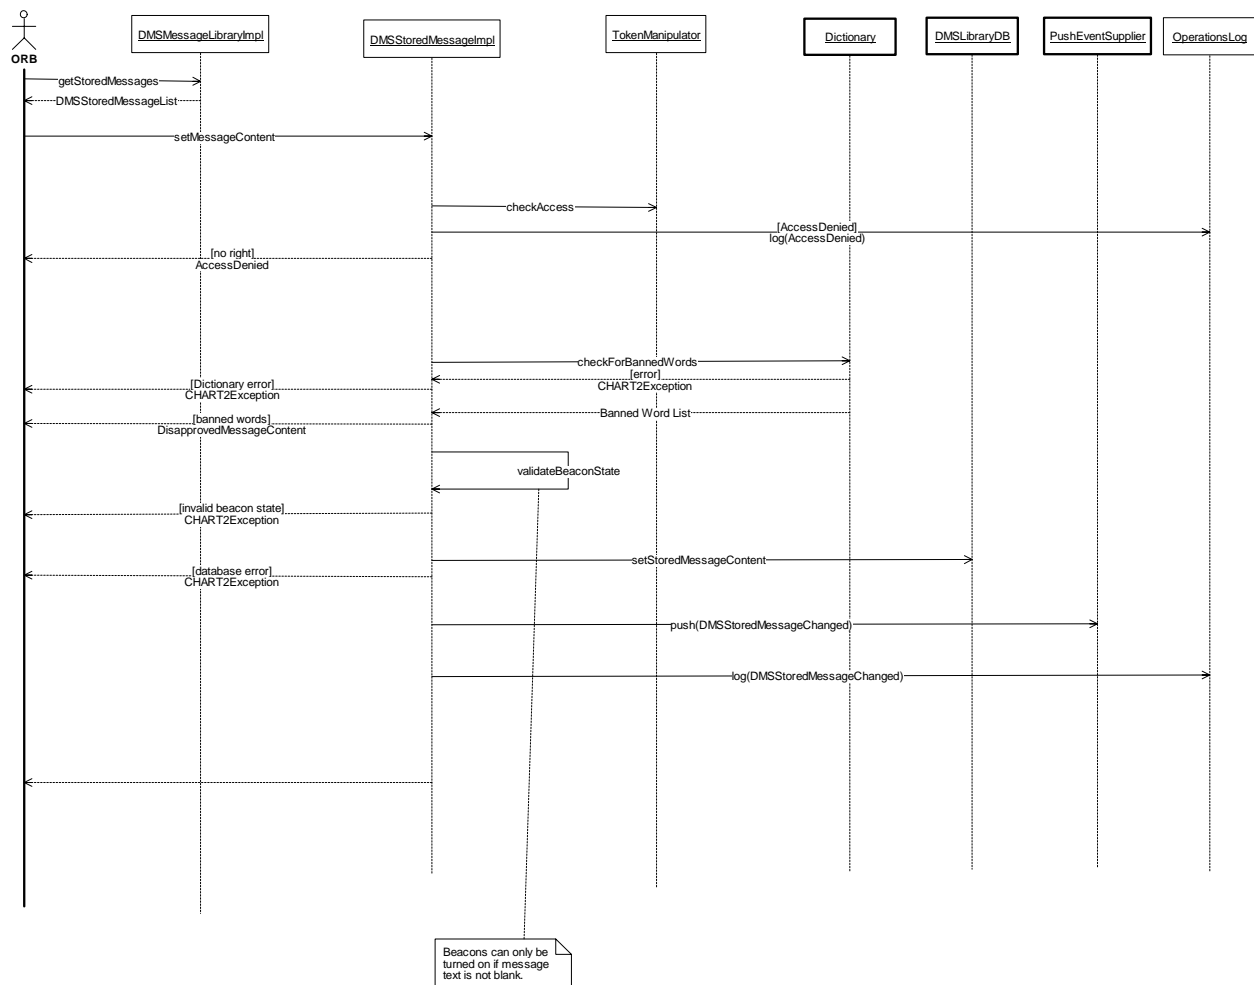 ORB
DMSMessageLibraryImpl
DMSStoredMessageImpl
TokenManipulator
Dictionary
DMSLibraryDB
PushEventSupplier
OperationsLog
getStoredMessages
DMSStoredMessageList
setMessageContent
checkAccess
[AccessDenied]
log(AccessDenied)
[no right]
AccessDenied
checkForBannedWords
[error]
CHART2Exception
[Dictionary error]
CHART2Exception
Banned Word List
[banned words]
DisapprovedMessageContent
validateBeaconState
[invalid beacon state]
CHART2Exception
setStoredMessageContent
[database error]
CHART2Exception
push(DMSStoredMessageChanged)
log(DMSStoredMessageChanged)
Beacons can only be
turned on if message
text is not blank.